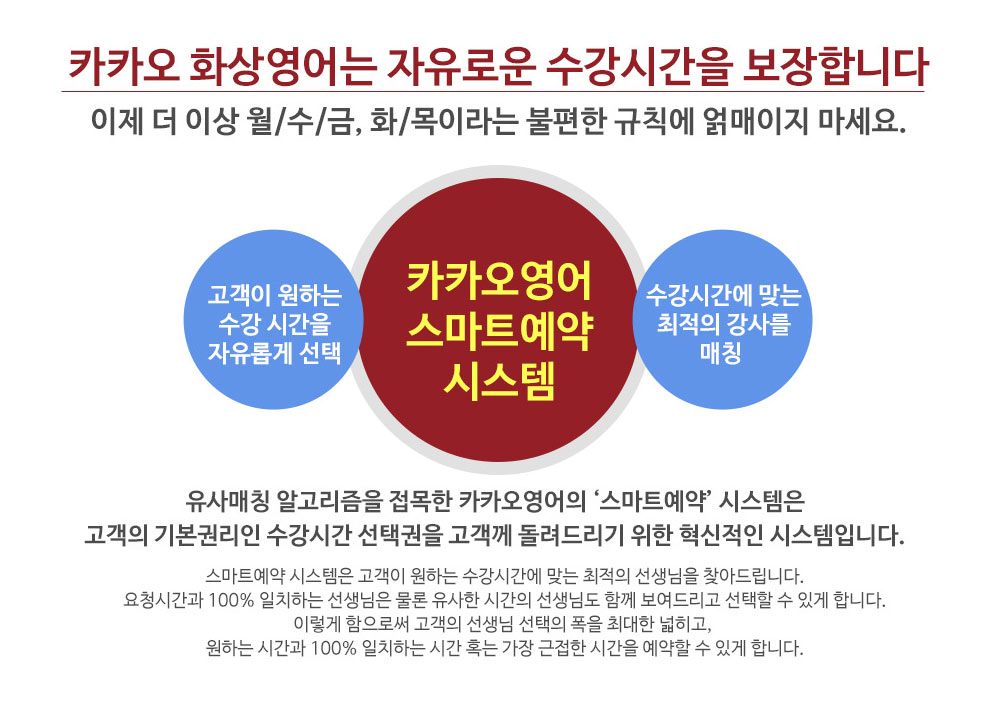 카카오 화상영어는 자유로운 수강시간을 보장합니다
이제 더 이상 월/수/금, 화/목이라는 불편한 규칙에 얽매이지 마세요.
고객이 원하는
수강 시간을
자유롭게 선택
카카오영어
스마트예약
시스템
수강시간에 맞는
최적의 강사를
매칭
유사매칭 알고리즘을 접목한 카카오영어의 ‘스마트예약’ 시스템은
고객의 기본권리인 수강시간 선택권을 고객께 돌려드리기 위한 혁신적인 시스템입니다.
스마트예약 시스템은 고객이 원하는 수강시간에 맞는 최적의 선생님을 찾아드립니다.
요청시간과 100% 일치하는 선생님은 물론 유사한 시간의 선생님도 함께 보여드리고 선택할 수 있게 합니다.
이렇게 함으로써 고객의 선생님 선택의 폭을 최대한 넓히고,
원하는 시간과 100% 일치하는 시간 혹은 가장 근접한 시간을 예약할 수 있게 합니다.